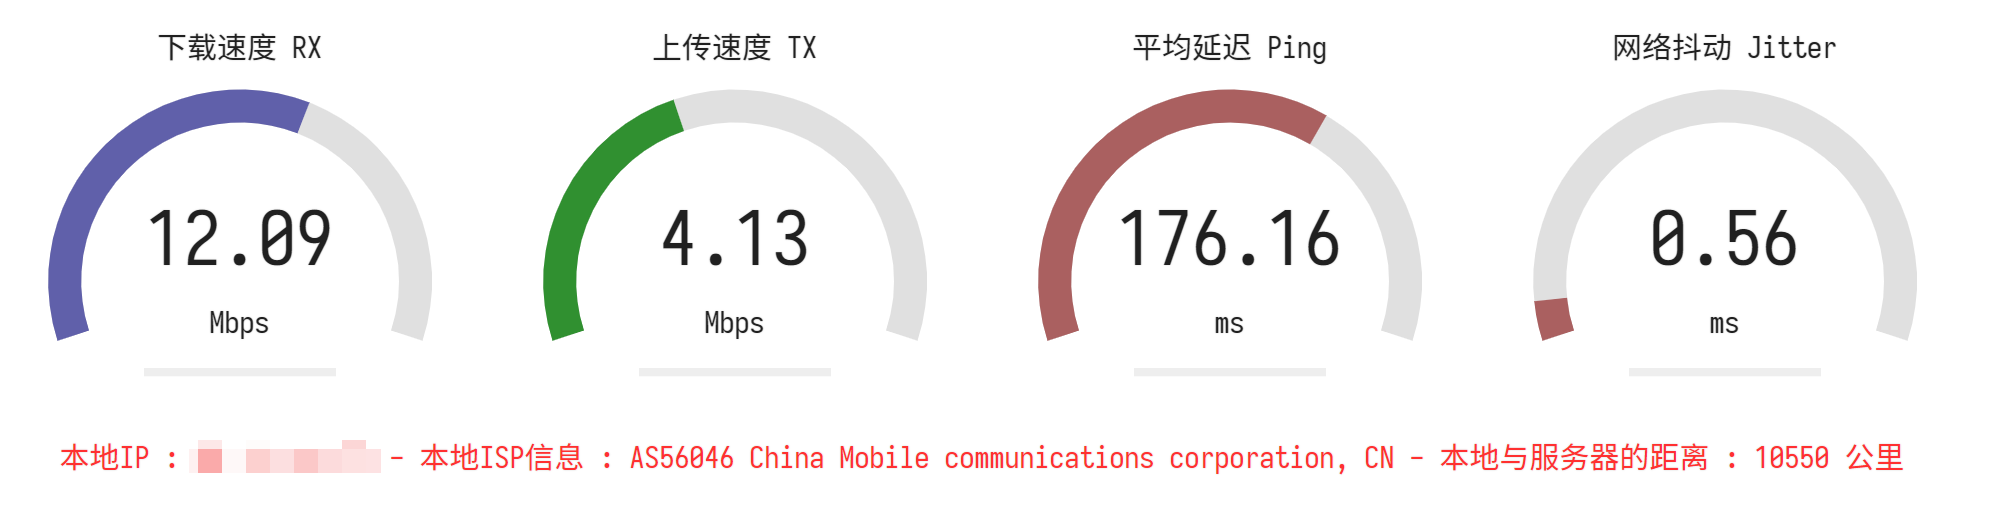 下载速度 RX
12.09
Mbps
上传速度 TX
4.13
Mbps
平均延迟 Ping
176.16
ms
网络抖动 Jitter
0.56
ms
本地IP : - 本地ISP信息 : AS56046 China Mobile communications corporation, CN - 本地与服务器的距离 : 10550 公里